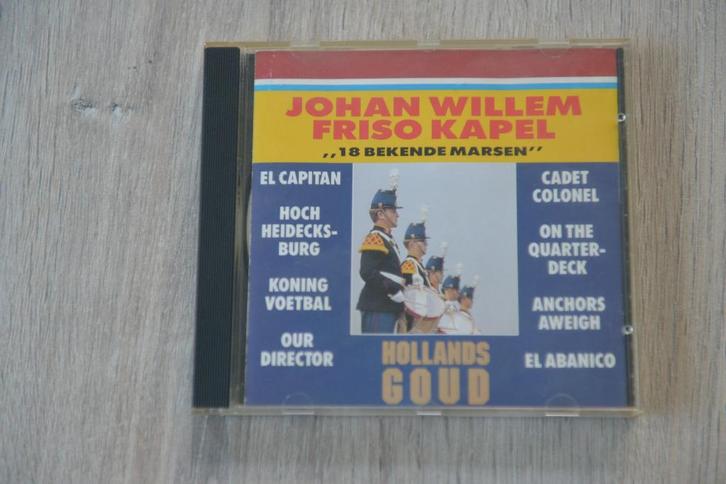 JOHAN WILLEM
FRISO KAPEL
,,18 BEKENDE MARSEN’’
EL CAPITAN
HOCH
HEIDECKS-
BURG
KONING
VOETBAL
OUR
DIRECTOR
CADET
COLONEL
ON THE
QUARTER-
DECK
ANCHORS
AWEIGH
EL ABANICO
HOLLANDS
GOUD